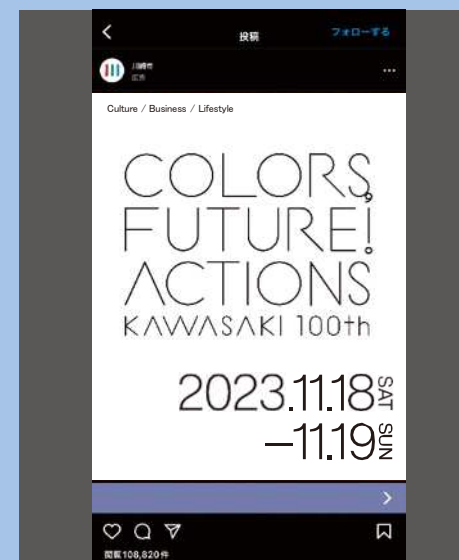 投稿
フォローする
川崎市
広告
Culture / Business / Lifestyle
COLORS,
FUTURE!
ACTIONS
KAWASAKI 100th
2023.11.18 SAT
–11.19 SUN
閲覧108,820件